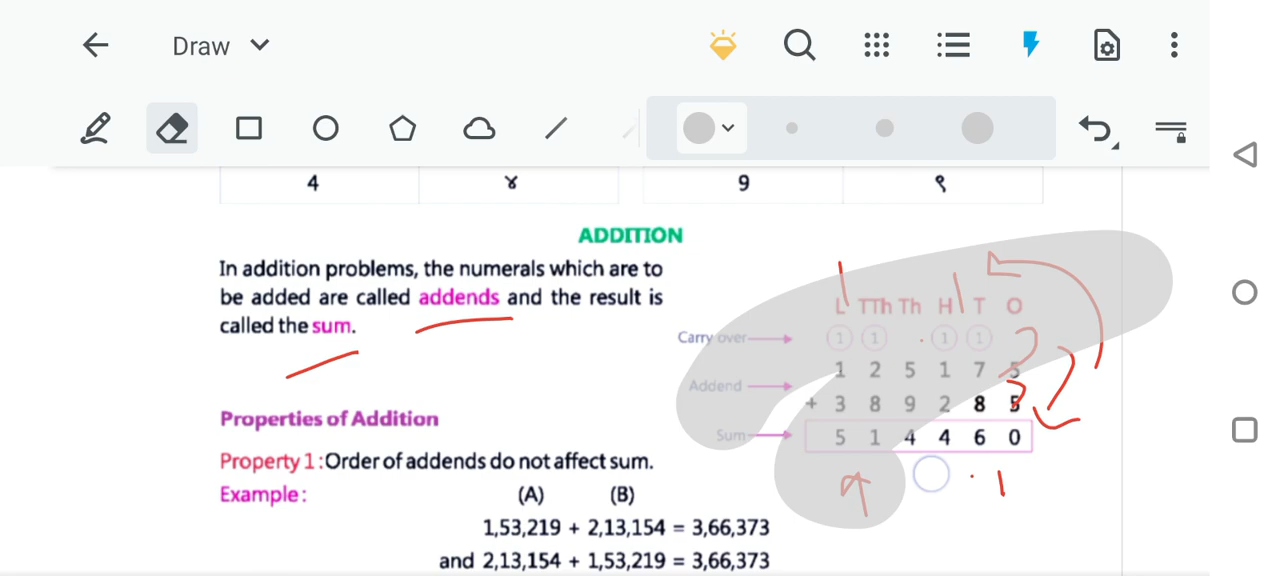 Draw
4 ४ 9 ९
ADDITION
In addition problems, the numerals which are to
be added are called addends and the result is
called the sum.
L TTh Th H T O
Carry over 1 1 1 1
Addend 1 2 5 1 7 5
+ 3 8 9 2 8 5
Sum 5 1 4 4 6 0
Properties of Addition
Property 1 : Order of addends do not affect sum.
Example :
(A) (B)
1,53,219 + 2,13,154 = 3,66,373
and 2,13,154 + 1,53,219 = 3,66,373